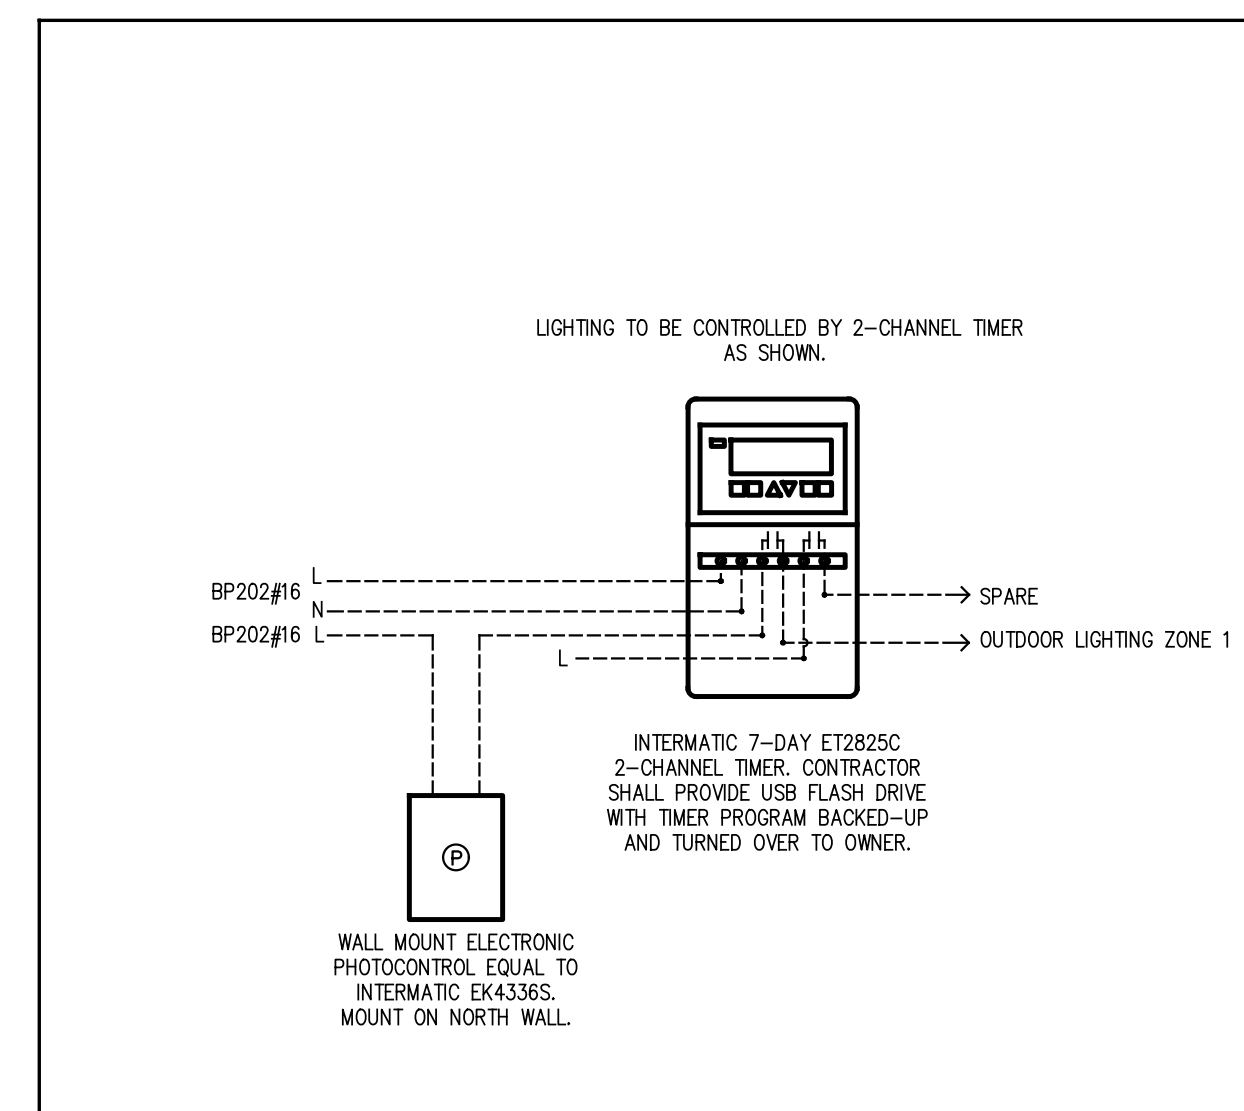 LIGHTING TO BE CONTROLLED BY 2-CHANNEL TIMER
AS SHOWN.
L
BP202#16
N
BP202#16 L
L
SPARE
OUTDOOR LIGHTING ZONE 1
INTERMATIC 7-DAY ET2825C
2-CHANNEL TIMER. CONTRACTOR
SHALL PROVIDE USB FLASH DRIVE
WITH TIMER PROGRAM BACKED-UP
AND TURNED OVER TO OWNER.
P
WALL MOUNT ELECTRONIC
PHOTOCONTROL EQUAL TO
INTERMATIC EK4336S.
MOUNT ON NORTH WALL.